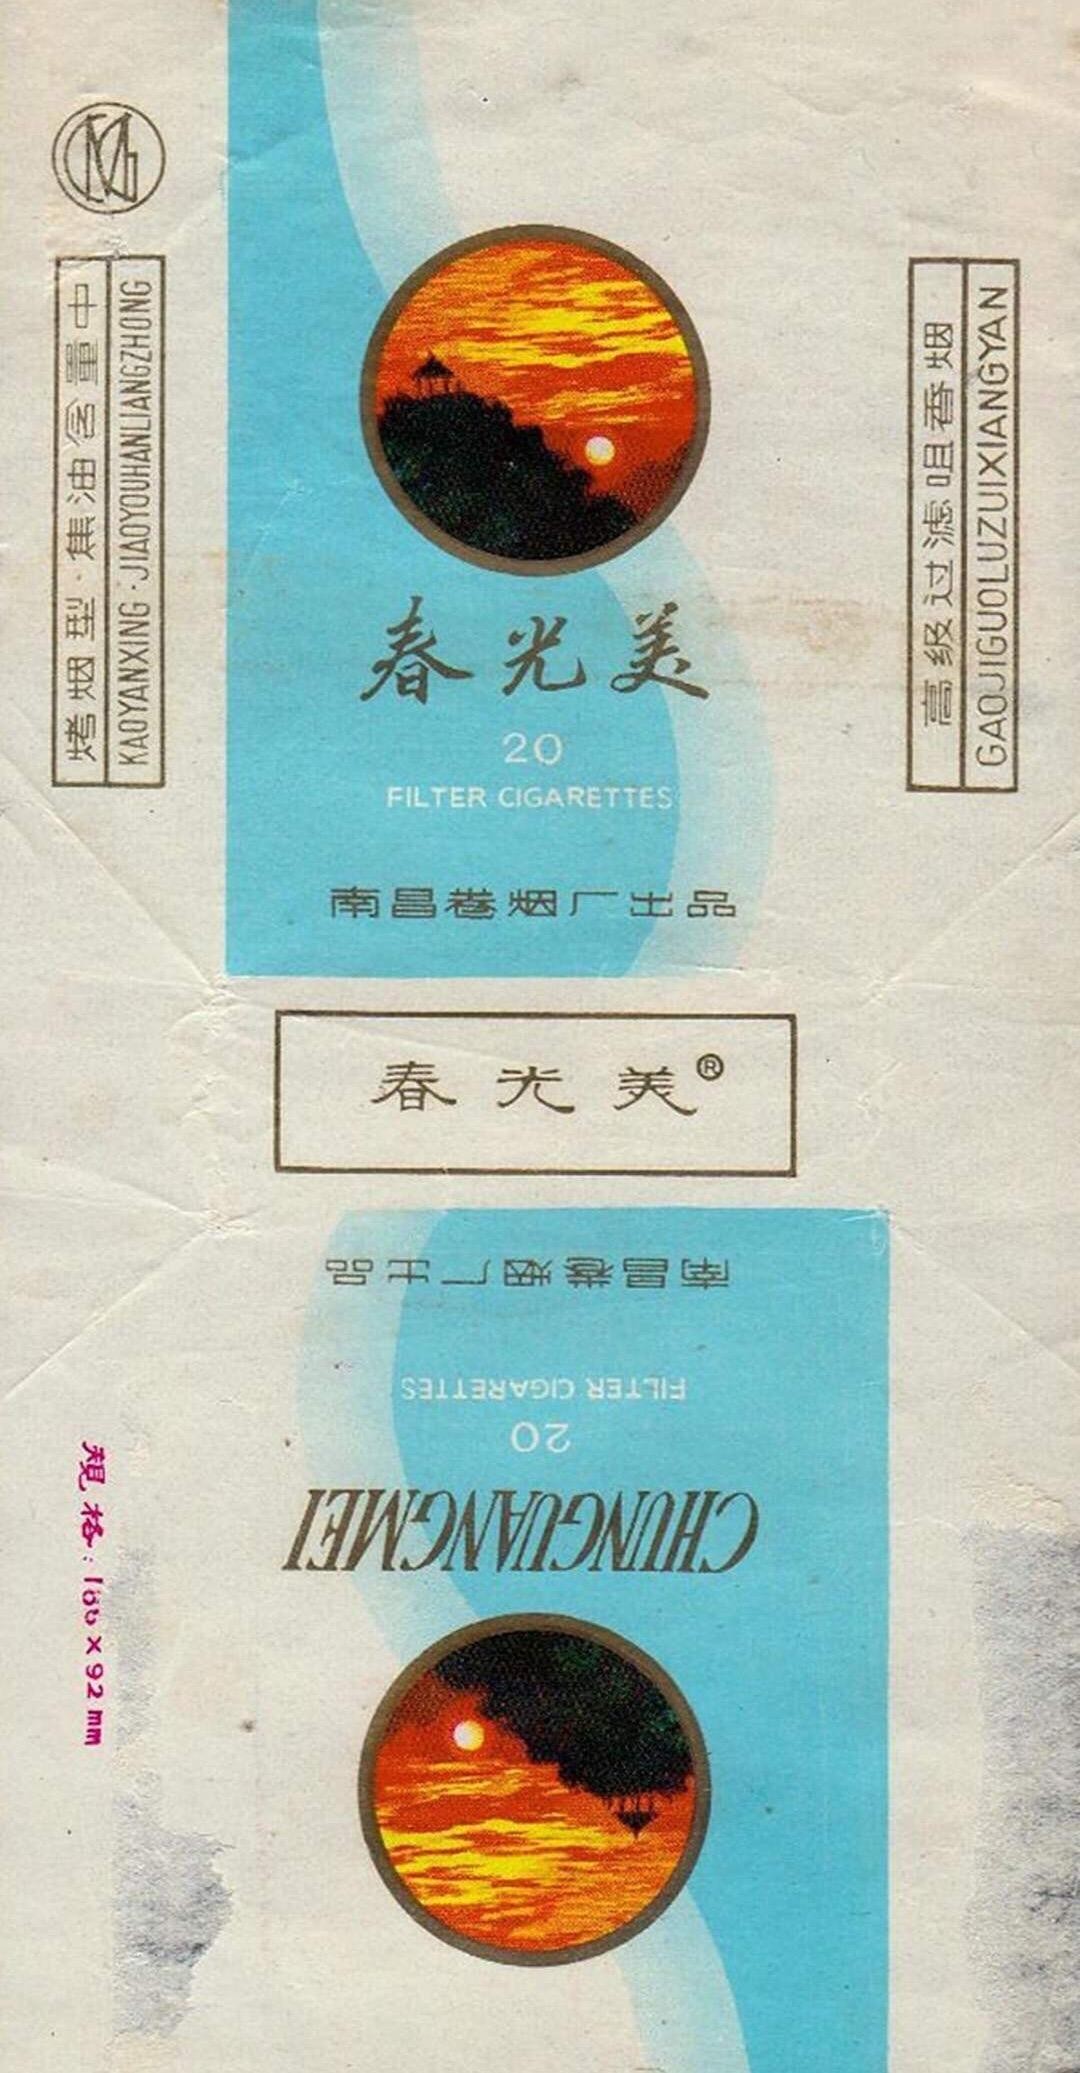 烤烟型·焦油含量中
KAOYANXING·JIAOYOUHANLIANGZHONG
春光美
20
FILTER CIGARETTES
南昌卷烟厂出品
高级过滤咀香烟
GAOJIGUOLUZUIXIANGYAN
春光美®
南昌卷烟厂出品
FILTER CIGARETTES
20
CHUNGUANGMEI
规格: × 92 mm